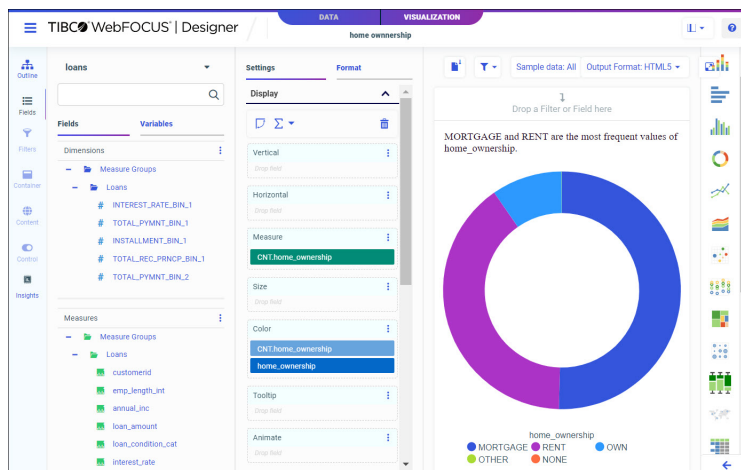 TIBCO WebFOCUS® | Designer
DATA
VISUALIZATION
home ownnership
Outline
Fields
Filters
Container
Content
Control
Insights
loans
Fields
Variables
Dimensions
Measure Groups
Loans
# INTEREST_RATE_BIN_1
# TOTAL_PYMNT_BIN_1
# INSTALLMENT_BIN_1
# TOTAL_REC_PRNCP_BIN_1
# TOTAL_PYMNT_BIN_2
Measures
Measure Groups
Loans
customerid
emp_length_int
annual_inc
loan_amount
loan_condition_cat
interest_rate
Settings
Format
Display
Vertical
Drop field
Horizontal
Drop field
Measure
CNT.home_ownership
Size
Drop field
Color
CNT.home_ownership
home_ownership
Tooltip
Drop field
Animate
Drop field
Sample data: All
Output Format: HTML5
Drop a Filter or Field here
MORTGAGE and RENT are the most frequent values of
home_ownership.
home_ownership
MORTGAGE RENT OWN
OTHER NONE